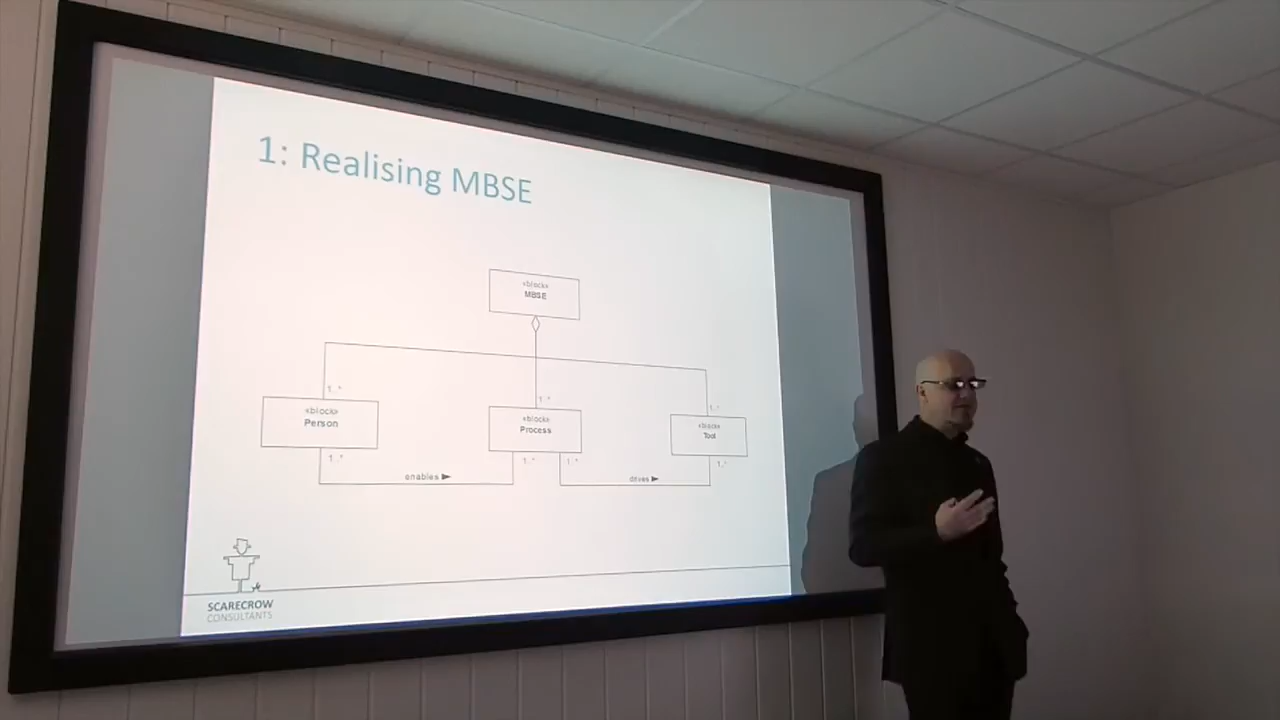 1: Realising MBSE
«block»
MBSE
1..*
1..*
1..*
«block»
Person
«block»
Process
«block»
Tool
1..*
1..*
1..*
1..*
enables
drives
SCARECROW
CONSULTANTS